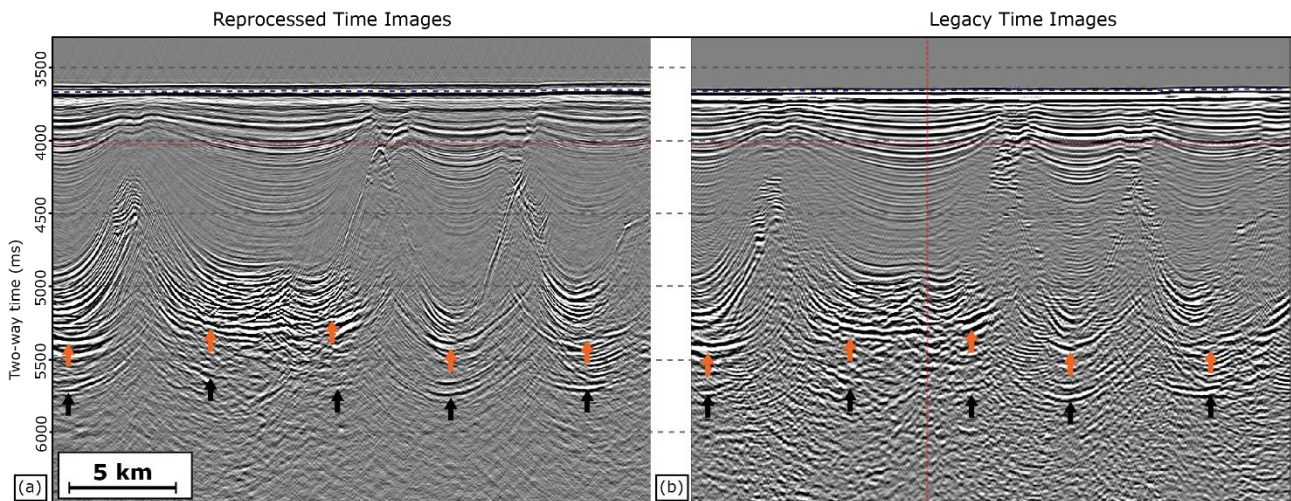 Reprocessed Time Images
Legacy Time Images
Two-way time (ms)
3500
4000
4500
5000
5500
6000
5 km
(a)
(b)